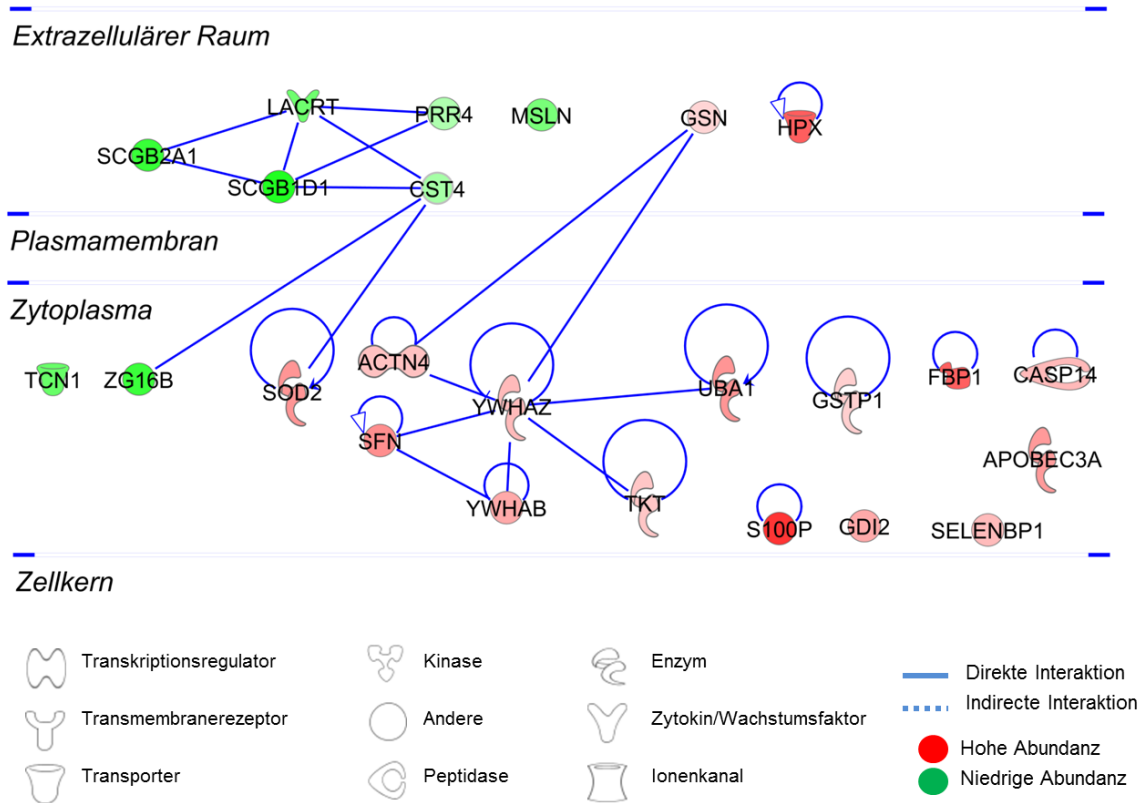 Extrazellulärer Raum
LACRT
PRR4
MSLN
GSN
HPX
SCGB2A1
SCGB1D1
CST4
Plasmamembran
Zytoplasma
TCN1
ZG16B
SOD2
ACTN4
YWHAZ
UBA1
GSTP1
FBP1
CASP14
SFN
APOBEC3A
YWHAB
TKT
S100P
GDI2
SELENBP1
Zellkern
Transkriptionsregulator
Kinase
Enzym
Direkte Interaktion
Indirecte Interaktion
Transmembranerezeptor
Andere
Zytokin/Wachstumsfaktor
Hohe Abundanz
Transporter
Peptidase
Ionenkanal
Niedrige Abundanz